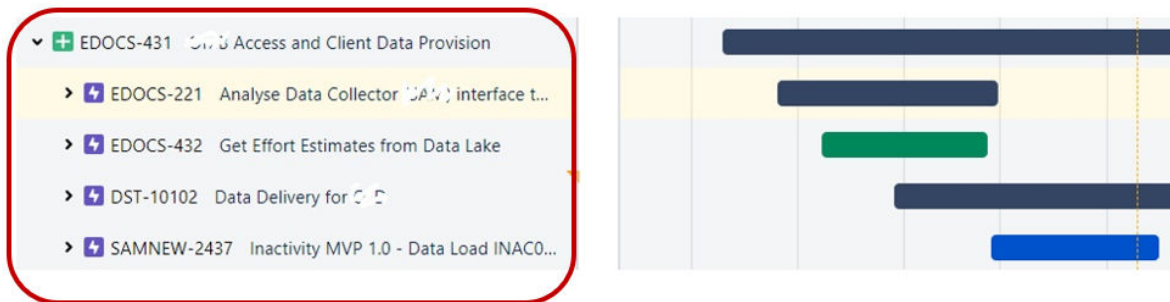 EDOCS-431 Access and Client Data Provision
EDOCS-221 Analyse Data Collector interface t...
EDOCS-432 Get Effort Estimates from Data Lake
DST-10102 Data Delivery for
SAMNEW-2437 Inactivity MVP 1.0 - Data Load INAC0...